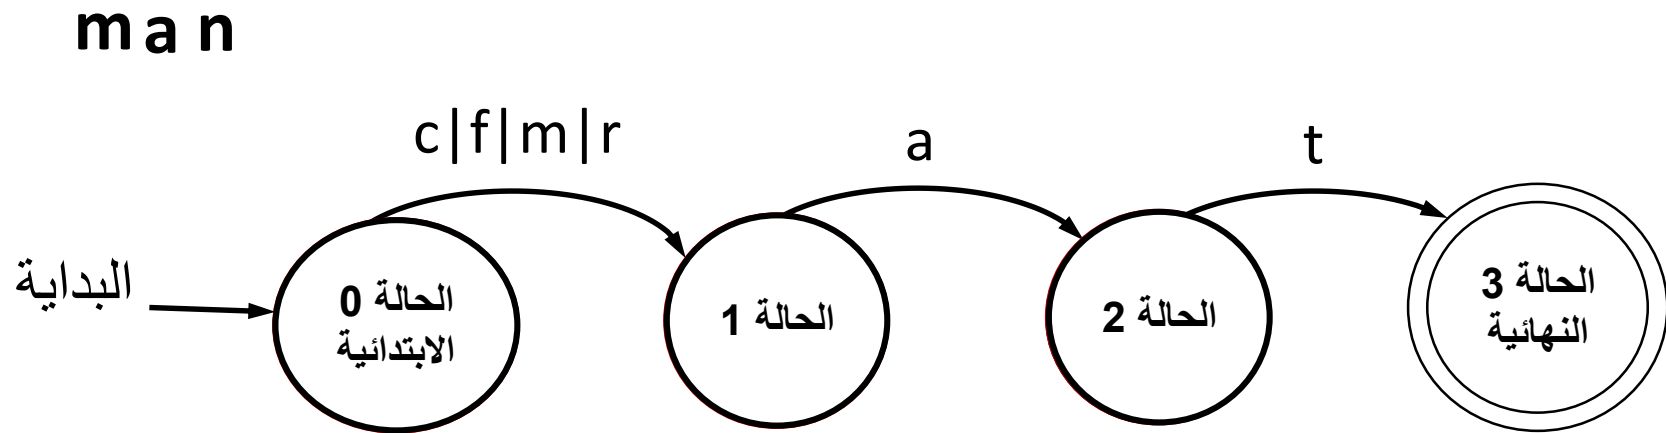 man
c|f|m|r
a
t
البداية
الحالة 0
الابتدائية
الحالة 1
الحالة 2
الحالة 3
النهائية